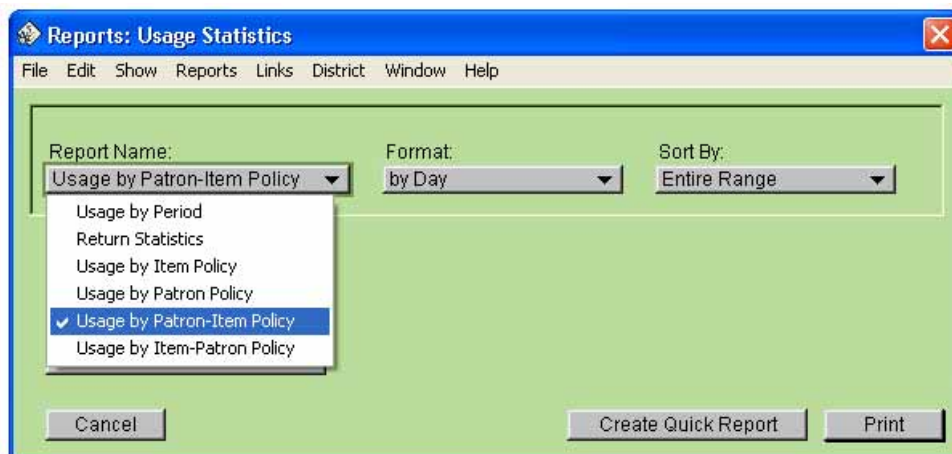 Reports: Usage Statistics
File Edit Show Reports Links District Window Help
Report Name: Format: Sort By:
Usage by Patron-Item Policy by Day Entire Range
Usage by Period
Return Statistics
Usage by Item Policy
Usage by Patron Policy
Usage by Patron-Item Policy
Usage by Item-Patron Policy
Cancel Create Quick Report Print